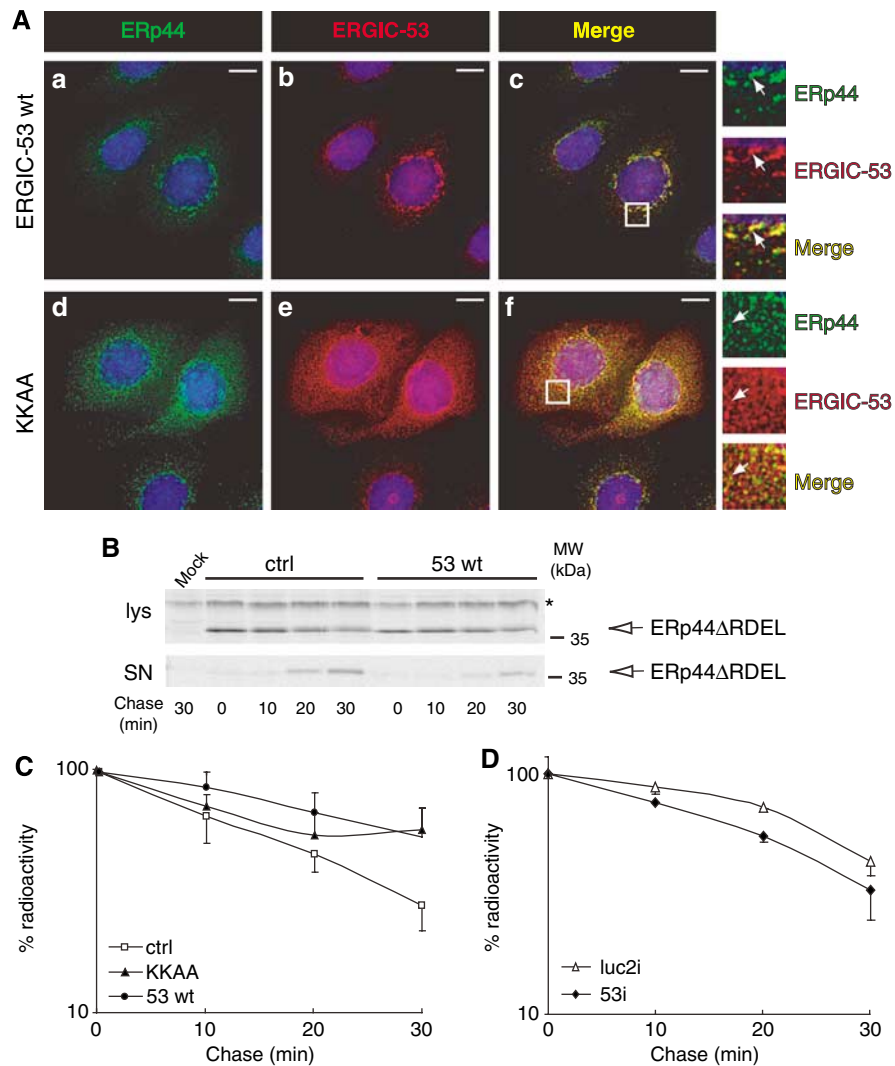 A
ERp44 ERGIC-53 Merge
ERGIC-53 wt
a b c
ERp44
ERGIC-53
Merge
KKAA
d e f
ERp44
ERGIC-53
Merge
B
Mock ctrl 53 wt MW (kDa)
lys * 35 ERp44ΔRDEL
SN 35 ERp44ΔRDEL
Chase (min) 30 0 10 20 30 0 10 20 30
C
100
10
% radioactivity
ctrl
KKAA
53 wt
0 10 20 30
Chase (min)
D
100
10
% radioactivity
luc2i
53i
0 10 20 30
Chase (min)